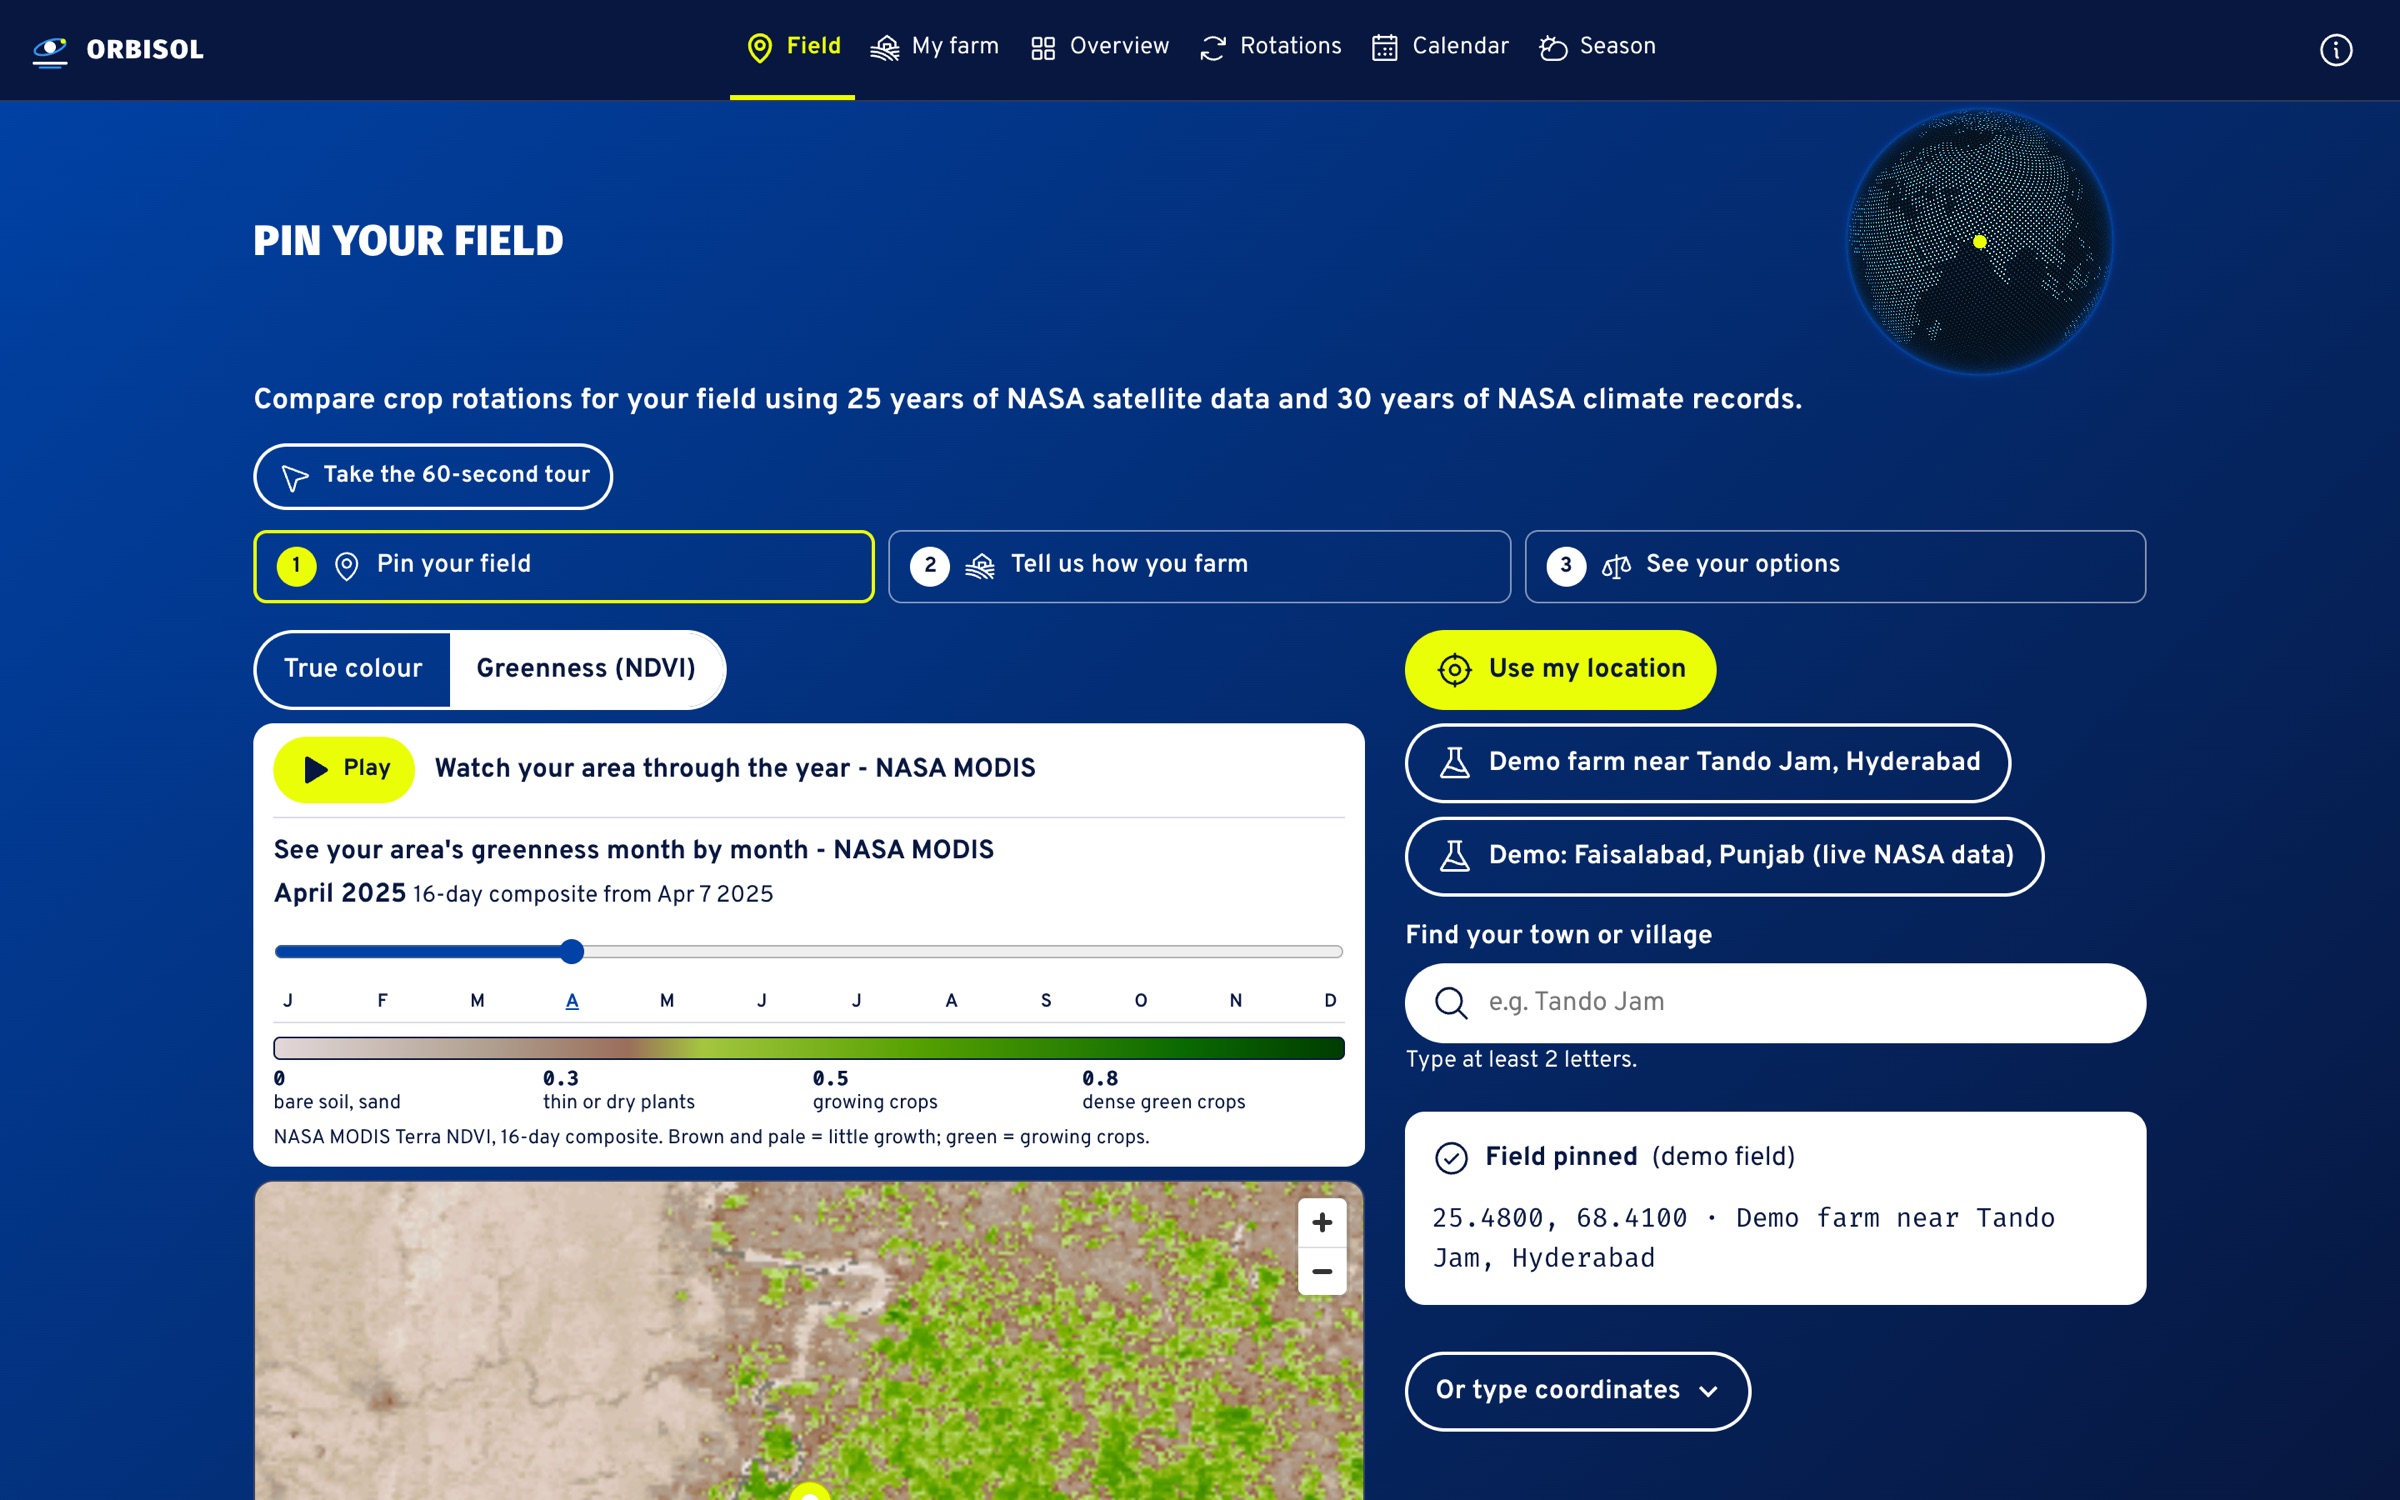 ORBISOL
Field
My farm
Overview
Rotations
Calendar
Season
PIN YOUR FIELD
Compare crop rotations for your field using 25 years of NASA satellite data and 30 years of NASA climate records.
Take the 60-second tour
1 Pin your field
2 Tell us how you farm
3 See your options
True colour
Greenness (NDVI)
Play
Watch your area through the year - NASA MODIS
See your area's greenness month by month - NASA MODIS
April 2025 16-day composite from Apr 7 2025
J F M A M J J A S O N D
0 0.3 0.5 0.8
bare soil, sand thin or dry plants growing crops dense green crops
NASA MODIS Terra NDVI, 16-day composite. Brown and pale = little growth; green = growing crops.
+
−
Use my location
Demo farm near Tando Jam, Hyderabad
Demo: Faisalabad, Punjab (live NASA data)
Find your town or village
e.g. Tando Jam
Type at least 2 letters.
Field pinned (demo field)
25.4800, 68.4100 · Demo farm near Tando
Jam, Hyderabad
Or type coordinates